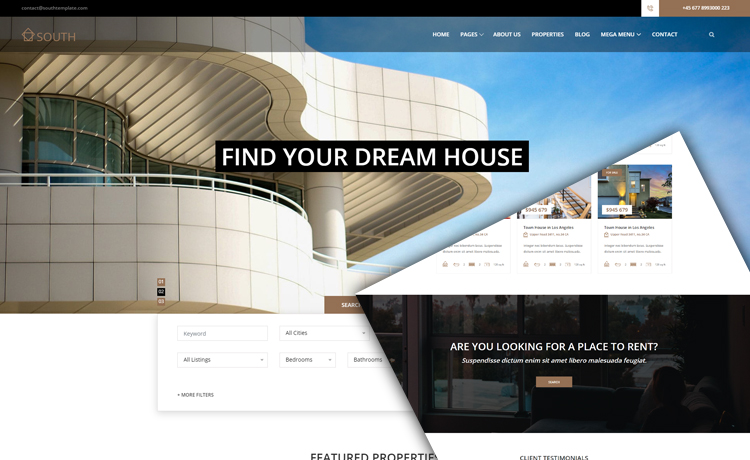 contact@southtemplate.com
+45 677 8993000 223
SOUTH
HOME PAGES ABOUT US PROPERTIES BLOG MEGA MENU CONTACT
FIND YOUR DREAM HOUSE
FOR SALE
$945 679 $945 679
Town House in Los Angeles Town House in Los Angeles
01
02
03
SEARC
Keyword All Cities
All Listings Bedrooms Bathrooms
+ MORE FILTERS
ARE YOU LOOKING FOR A PLACE TO RENT?
Suspendisse dictum enim sit amet libero malesuada feugiat.
SEARCH
FEATURED PROPERTIE
CLIENT TESTIMONIALS